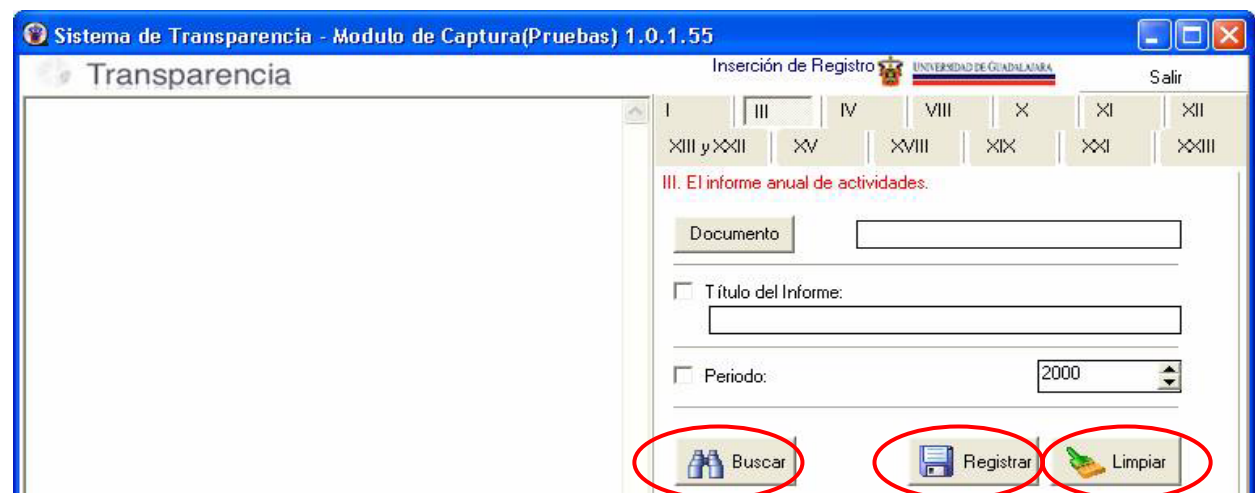 Sistema de Transparencia - Modulo de Captura(Pruebas) 1.0.1.55
Transparencia
Inserción de Registro
UNIVERSIDAD DE GUADALAJARA
Salir
I III IV VIII X XI XII
XIII y XXII XV XVIII XIX XXI XXIII
III. El informe anual de actividades.
Documento
Título del Informe:
Periodo: 2000
Buscar Registrar Limpiar